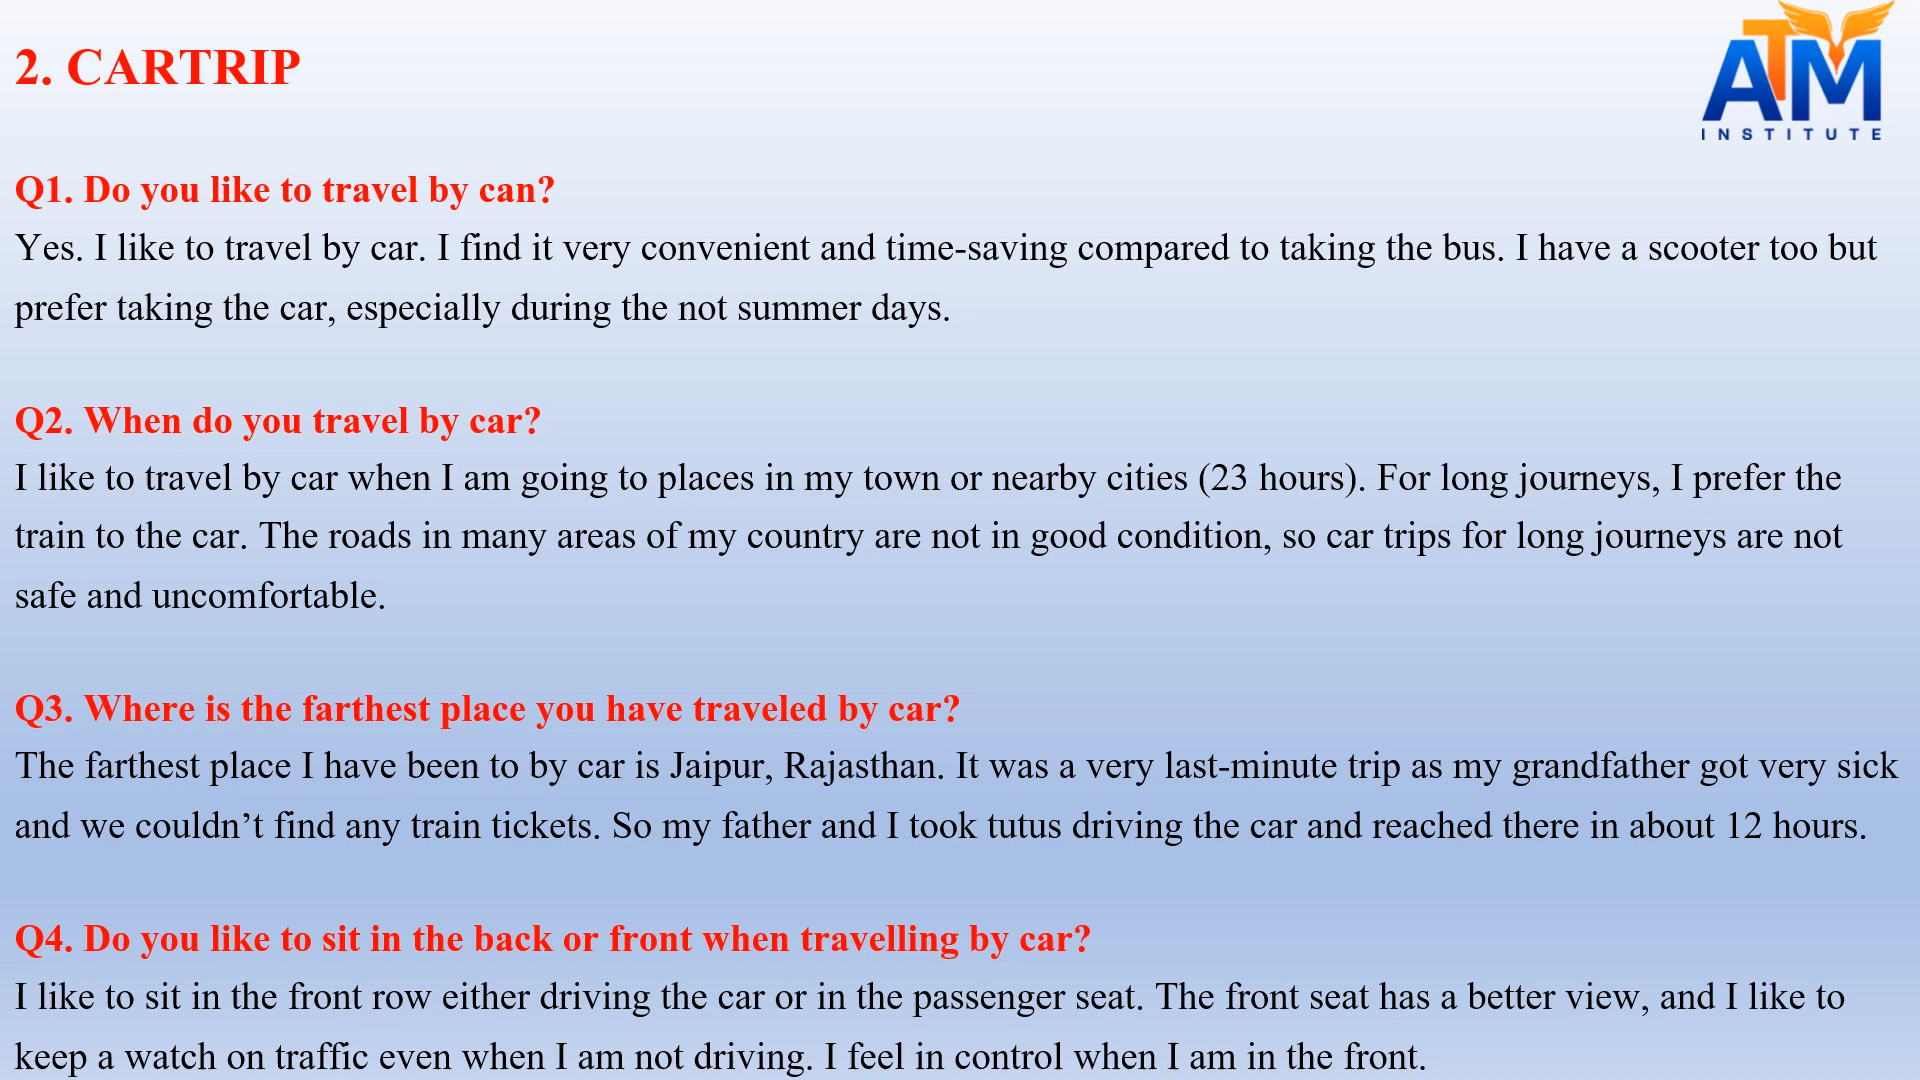 2. CARTRIP
ATM
INSTITUTE
Q1. Do you like to travel by can?
Yes. I like to travel by car. I find it very convenient and time-saving compared to taking the bus. I have a scooter too but
prefer taking the car, especially during the not summer days.
Q2. When do you travel by car?
I like to travel by car when I am going to places in my town or nearby cities (23 hours). For long journeys, I prefer the
train to the car. The roads in many areas of my country are not in good condition, so car trips for long journeys are not
safe and uncomfortable.
Q3. Where is the farthest place you have traveled by car?
The farthest place I have been to by car is Jaipur, Rajasthan. It was a very last-minute trip as my grandfather got very sick
and we couldn’t find any train tickets. So my father and I took tutus driving the car and reached there in about 12 hours.
Q4. Do you like to sit in the back or front when travelling by car?
I like to sit in the front row either driving the car or in the passenger seat. The front seat has a better view, and I like to
keep a watch on traffic even when I am not driving. I feel in control when I am in the front.